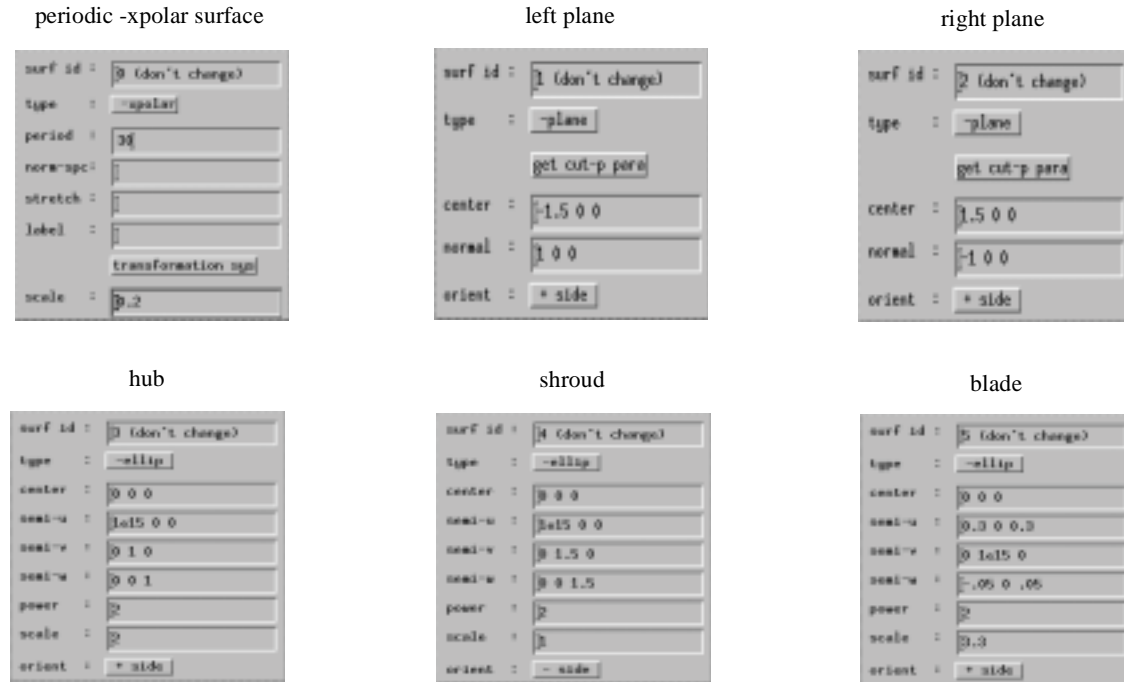 periodic -xpolar surface
left plane
right plane
surf id : 0 (don't change)
type : -xpolar
period : 30
norm-spc:
stretch :
label :
transformation sys
scale : 0.2
surf id : 1 (don't change)
type : -plane
get cut-p para
center : -1.5 0 0
normal : 1 0 0
orient : + side
surf id : 2 (don't change)
type : -plane
get cut-p para
center : 1.5 0 0
normal : -1 0 0
orient : + side
hub
shroud
blade
surf id : 3 (don't change)
type : -ellip
center : 0 0 0
semi-u : 1e15 0 0
semi-v : 0 1 0
semi-w : 0 0 1
power : 2
scale : 2
orient : + side
surf id : 4 (don't change)
type : -ellip
center : 0 0 0
semi-u : 1e15 0 0
semi-v : 0 1.5 0
semi-w : 0 0 1.5
power : 2
scale :
orient : - side
surf id : 5 (don't change)
type : -ellip
center : 0 0 0
semi-u : 0.3 0 0.3
semi-v : 0 1e15 0
semi-w : -.05 0 .05
power : 2
scale : 3.3
orient : + side